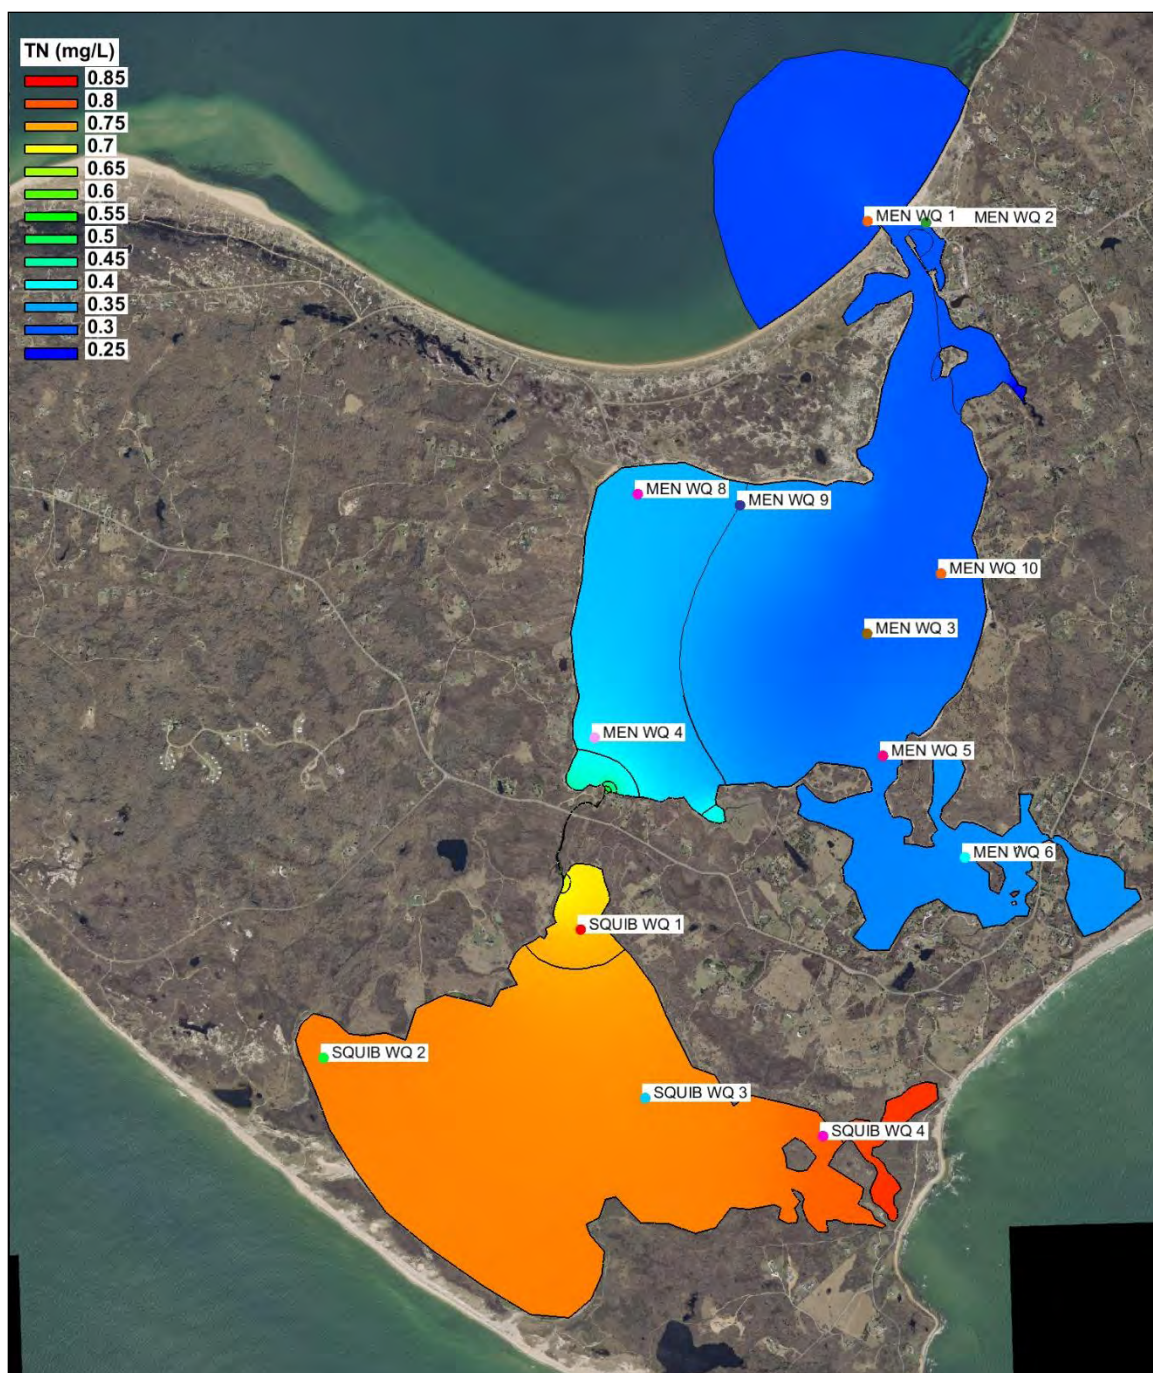 TN (mg/L)
0.85
0.8
0.75
0.7
0.65
0.6
0.55
0.5
0.45
0.4
0.35
0.3
0.25
MEN WQ 1
MEN WQ 2
MEN WQ 8
MEN WQ 9
MEN WQ 10
MEN WQ 3
MEN WQ 4
MEN WQ 5
MEN WQ 6
SQUIB WQ 1
SQUIB WQ 2
SQUIB WQ 3
SQUIB WQ 4